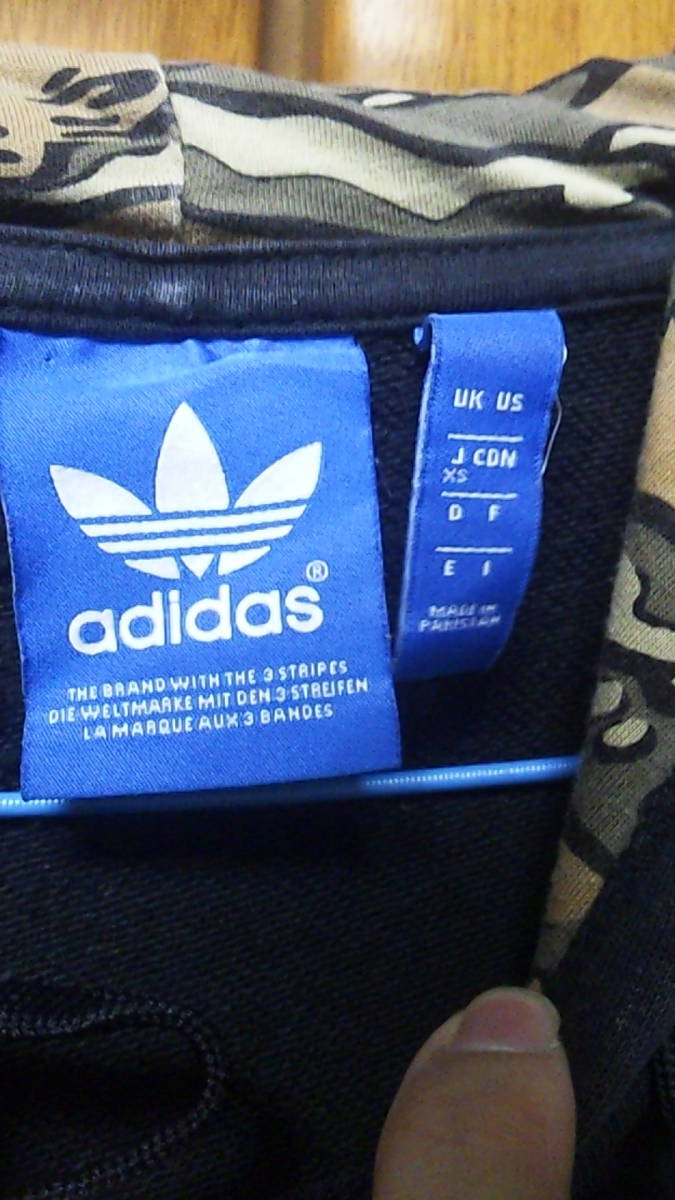 adidas®
THE BRAND WITH THE 3 STRIPES
DIE WELTMARKE MIT DEN 3 STREIFEN
LA MARQUE AUX 3 BANDES
UK US
J CDN
XS
D F
E I
MADE IN
PAKISTAN